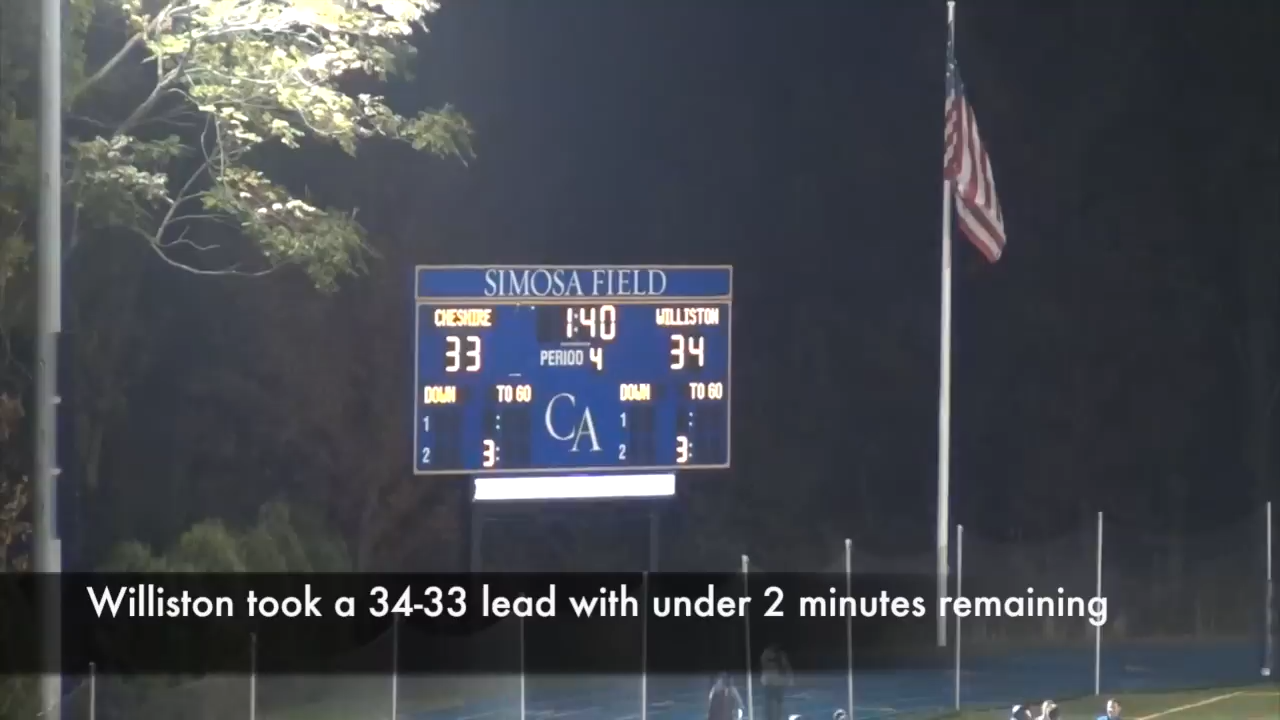 SIMOSA FIELD
CHESHIRE 1:40 WILLISTON
33 PERIOD 4 34
DOWN TO GO DOWN TO GO
CA
1 : 1 :
2 3: 2 3:
Williston took a 34-33 lead with under 2 minutes remaining